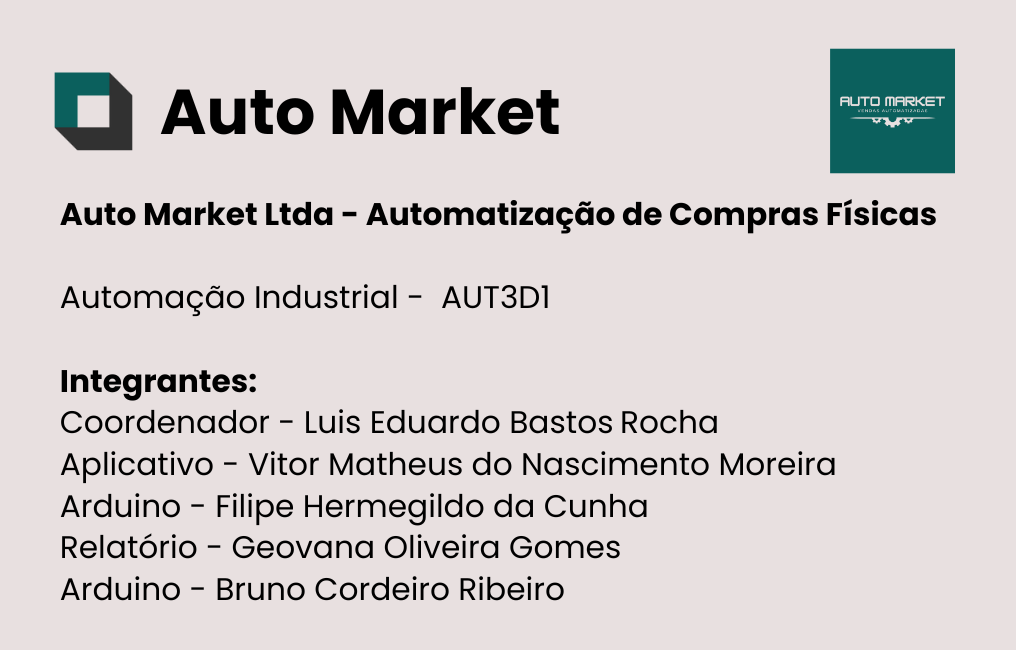 Auto Market
AUTO MARKET
VENDAS AUTOMATIZADAS
Auto Market Ltda - Automatização de Compras Físicas
Automação Industrial - AUT3D1
Integrantes:
Coordenador - Luis Eduardo Bastos Rocha
Aplicativo - Vitor Matheus do Nascimento Moreira
Arduino - Filipe Hermegildo da Cunha
Relatório - Geovana Oliveira Gomes
Arduino - Bruno Cordeiro Ribeiro